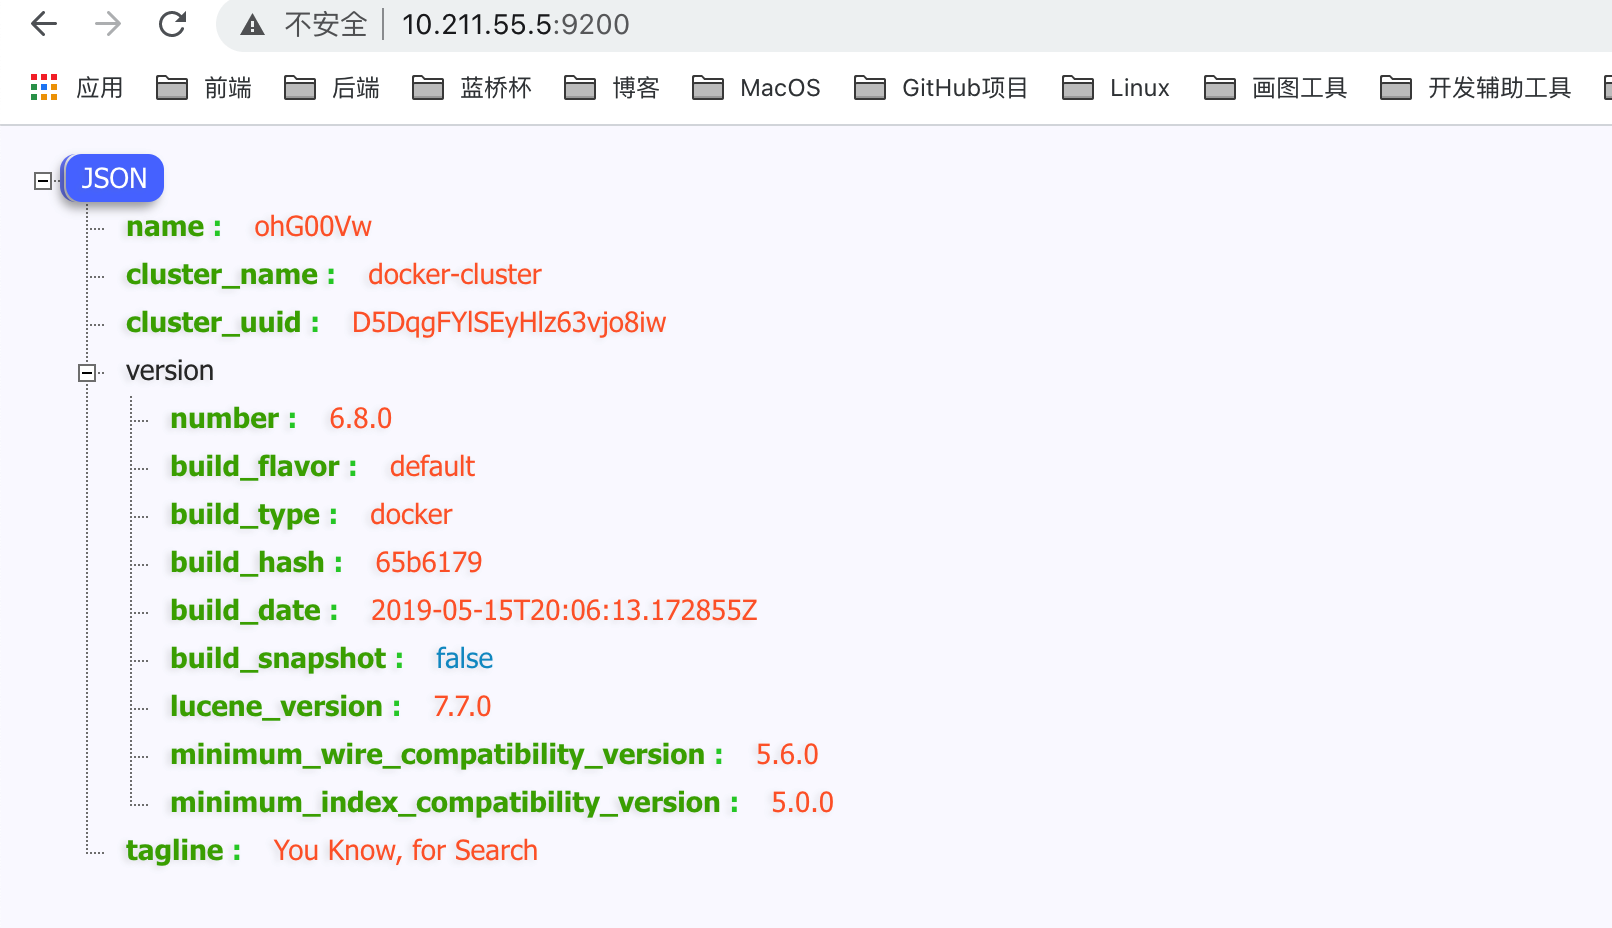 不安全 10.211.55.5:9200
应用 前端 后端 蓝桥杯 博客 MacOS GitHub项目 Linux 画图工具 开发辅助工具
JSON
name : ohG00Vw
cluster_name : docker-cluster
cluster_uuid : D5DqgFYlSEyHlz63vjo8iw
version
number : 6.8.0
build_flavor : default
build_type : docker
build_hash : 65b6179
build_date : 2019-05-15T20:06:13.172855Z
build_snapshot : false
lucene_version : 7.7.0
minimum_wire_compatibility_version : 5.6.0
minimum_index_compatibility_version : 5.0.0
tagline : You Know, for Search